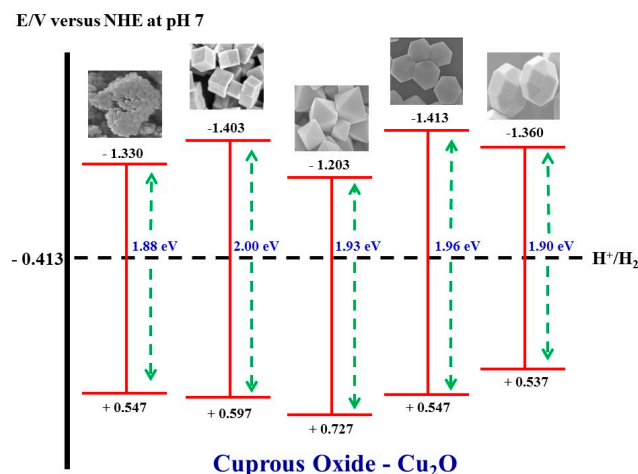 E/V versus NHE at pH 7
-1.413
-1.403
-1.360
- 1.330
-1.203
1.88 eV
2.00 eV
1.93 eV
1.96 eV
1.90 eV
- 0.413
H⁺/H₂
+ 0.537
+ 0.547
+ 0.597
+ 0.547
+ 0.727
Cuprous Oxide - Cu₂O